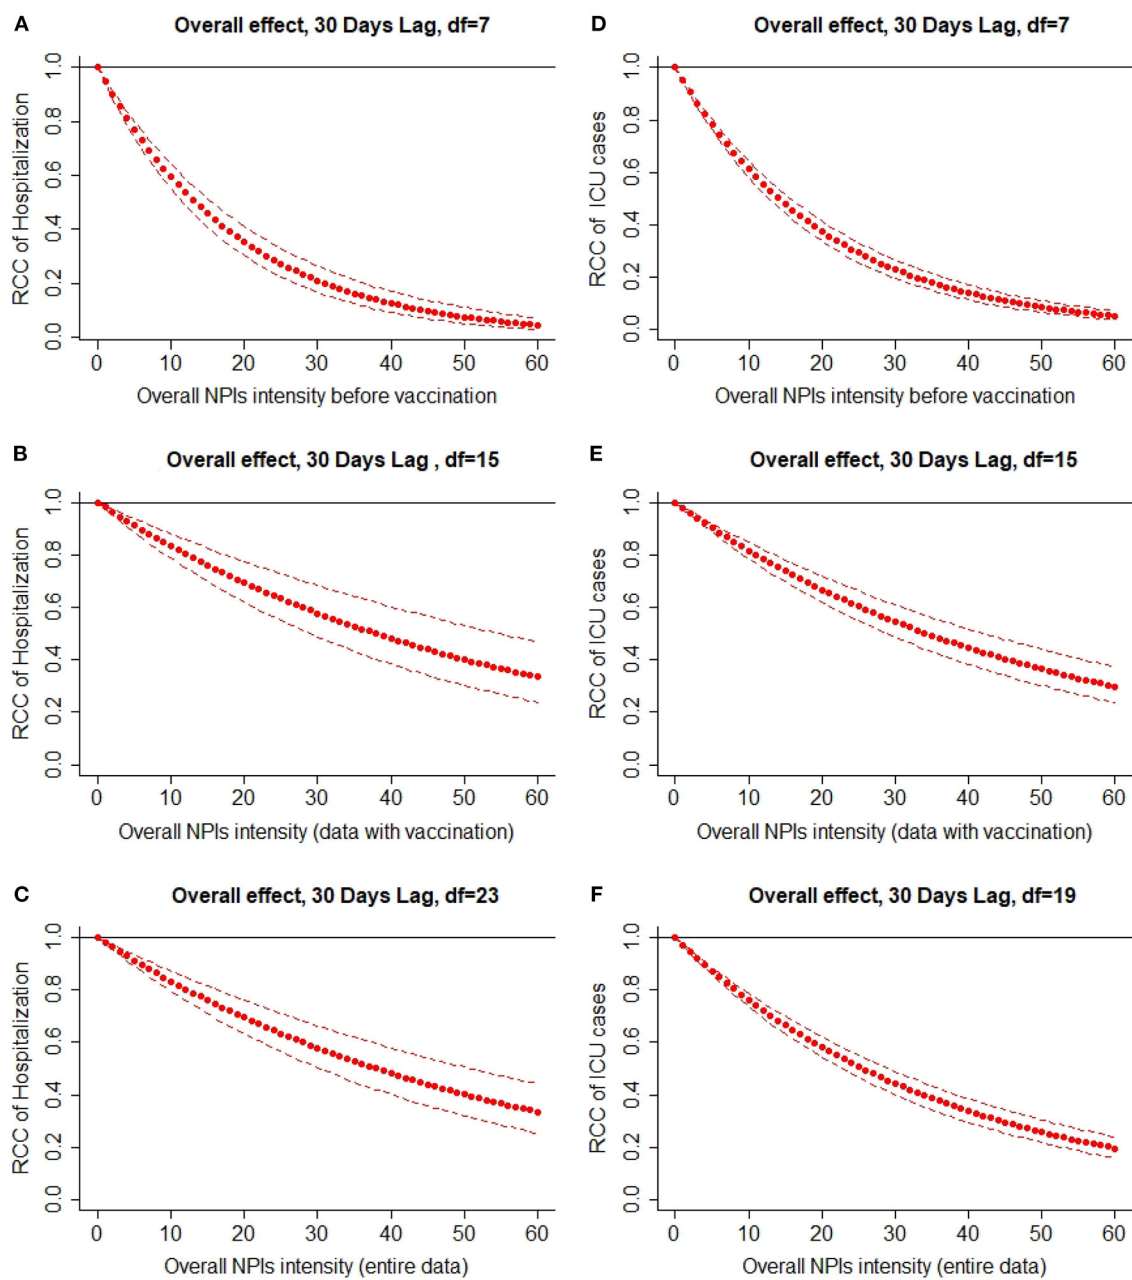 A
Overall effect, 30 Days Lag, df=7
RCC of Hospitalization
1.0
0.8
0.6
0.4
0.2
0.0
0 10 20 30 40 50 60
Overall NPIs intensity before vaccination
D
Overall effect, 30 Days Lag, df=7
RCC of ICU cases
1.0
0.8
0.6
0.4
0.2
0.0
0 10 20 30 40 50 60
Overall NPIs intensity before vaccination
B
Overall effect, 30 Days Lag , df=15
RCC of Hospitalization
1.0
0.8
0.6
0.4
0.2
0.0
0 10 20 30 40 50 60
Overall NPIs intensity (data with vaccination)
E
Overall effect, 30 Days Lag, df=15
RCC of ICU cases
1.0
0.8
0.6
0.4
0.2
0.0
0 10 20 30 40 50 60
Overall NPIs intensity (data with vaccination)
C
Overall effect, 30 Days Lag, df=23
RCC of Hospitalization
1.0
0.8
0.6
0.4
0.2
0.0
0 10 20 30 40 50 60
Overall NPIs intensity (entire data)
F
Overall effect, 30 Days Lag, df=19
RCC of ICU cases
1.0
0.8
0.6
0.4
0.2
0.0
0 10 20 30 40 50 60
Overall NPIs intensity (entire data)